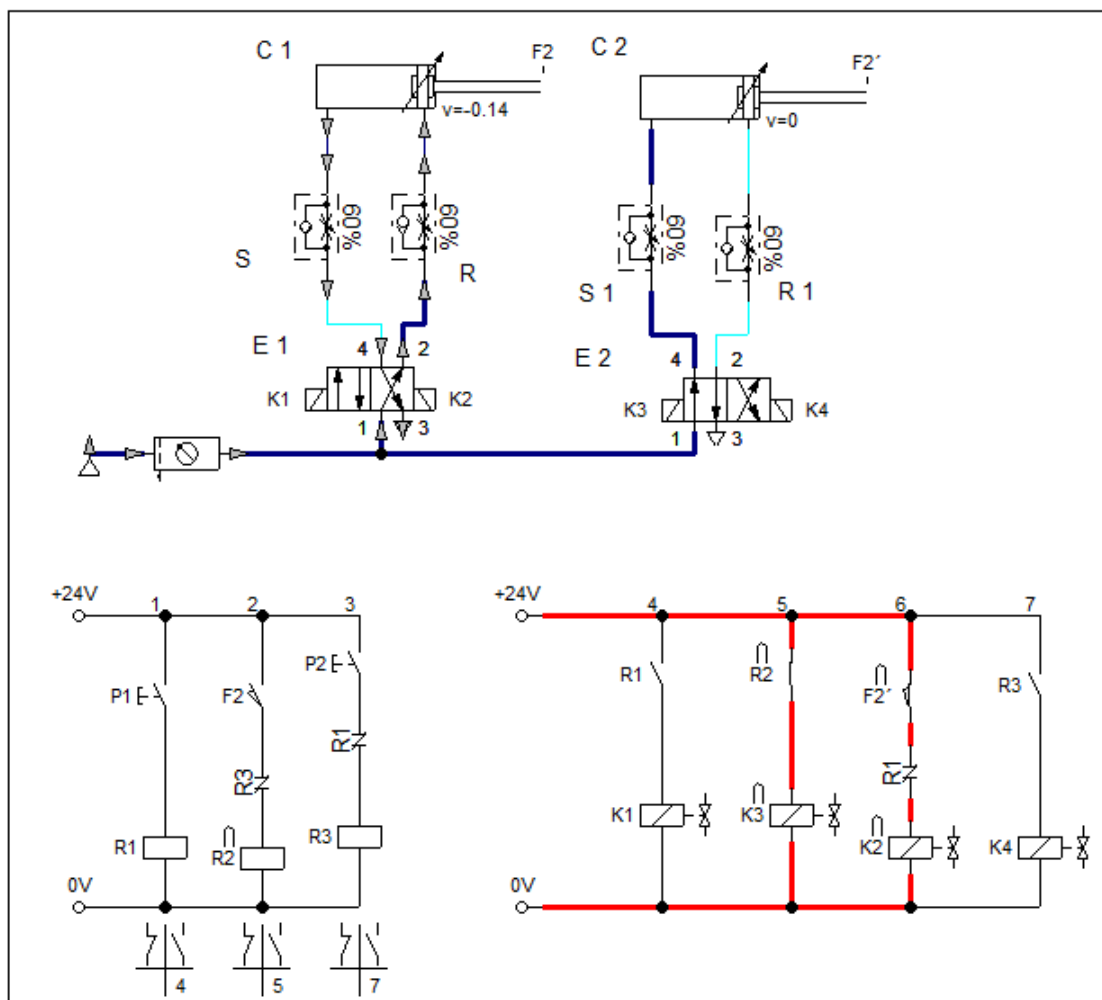 C 1
F2
C 2
F2´
v=-0.14
v=0
60%
60%
60%
60%
S
R
S 1
R 1
E 1
4
2
E 2
4
2
K1
K2
K3
K4
1
3
1
3
+24V
1
2
3
+24V
4
5
6
7
P1
F2
P2
R1
R3
R1
R2
F2´
R1
R3
R1
R2
R3
K1
K3
K2
K4
0V
0V
4
5
7